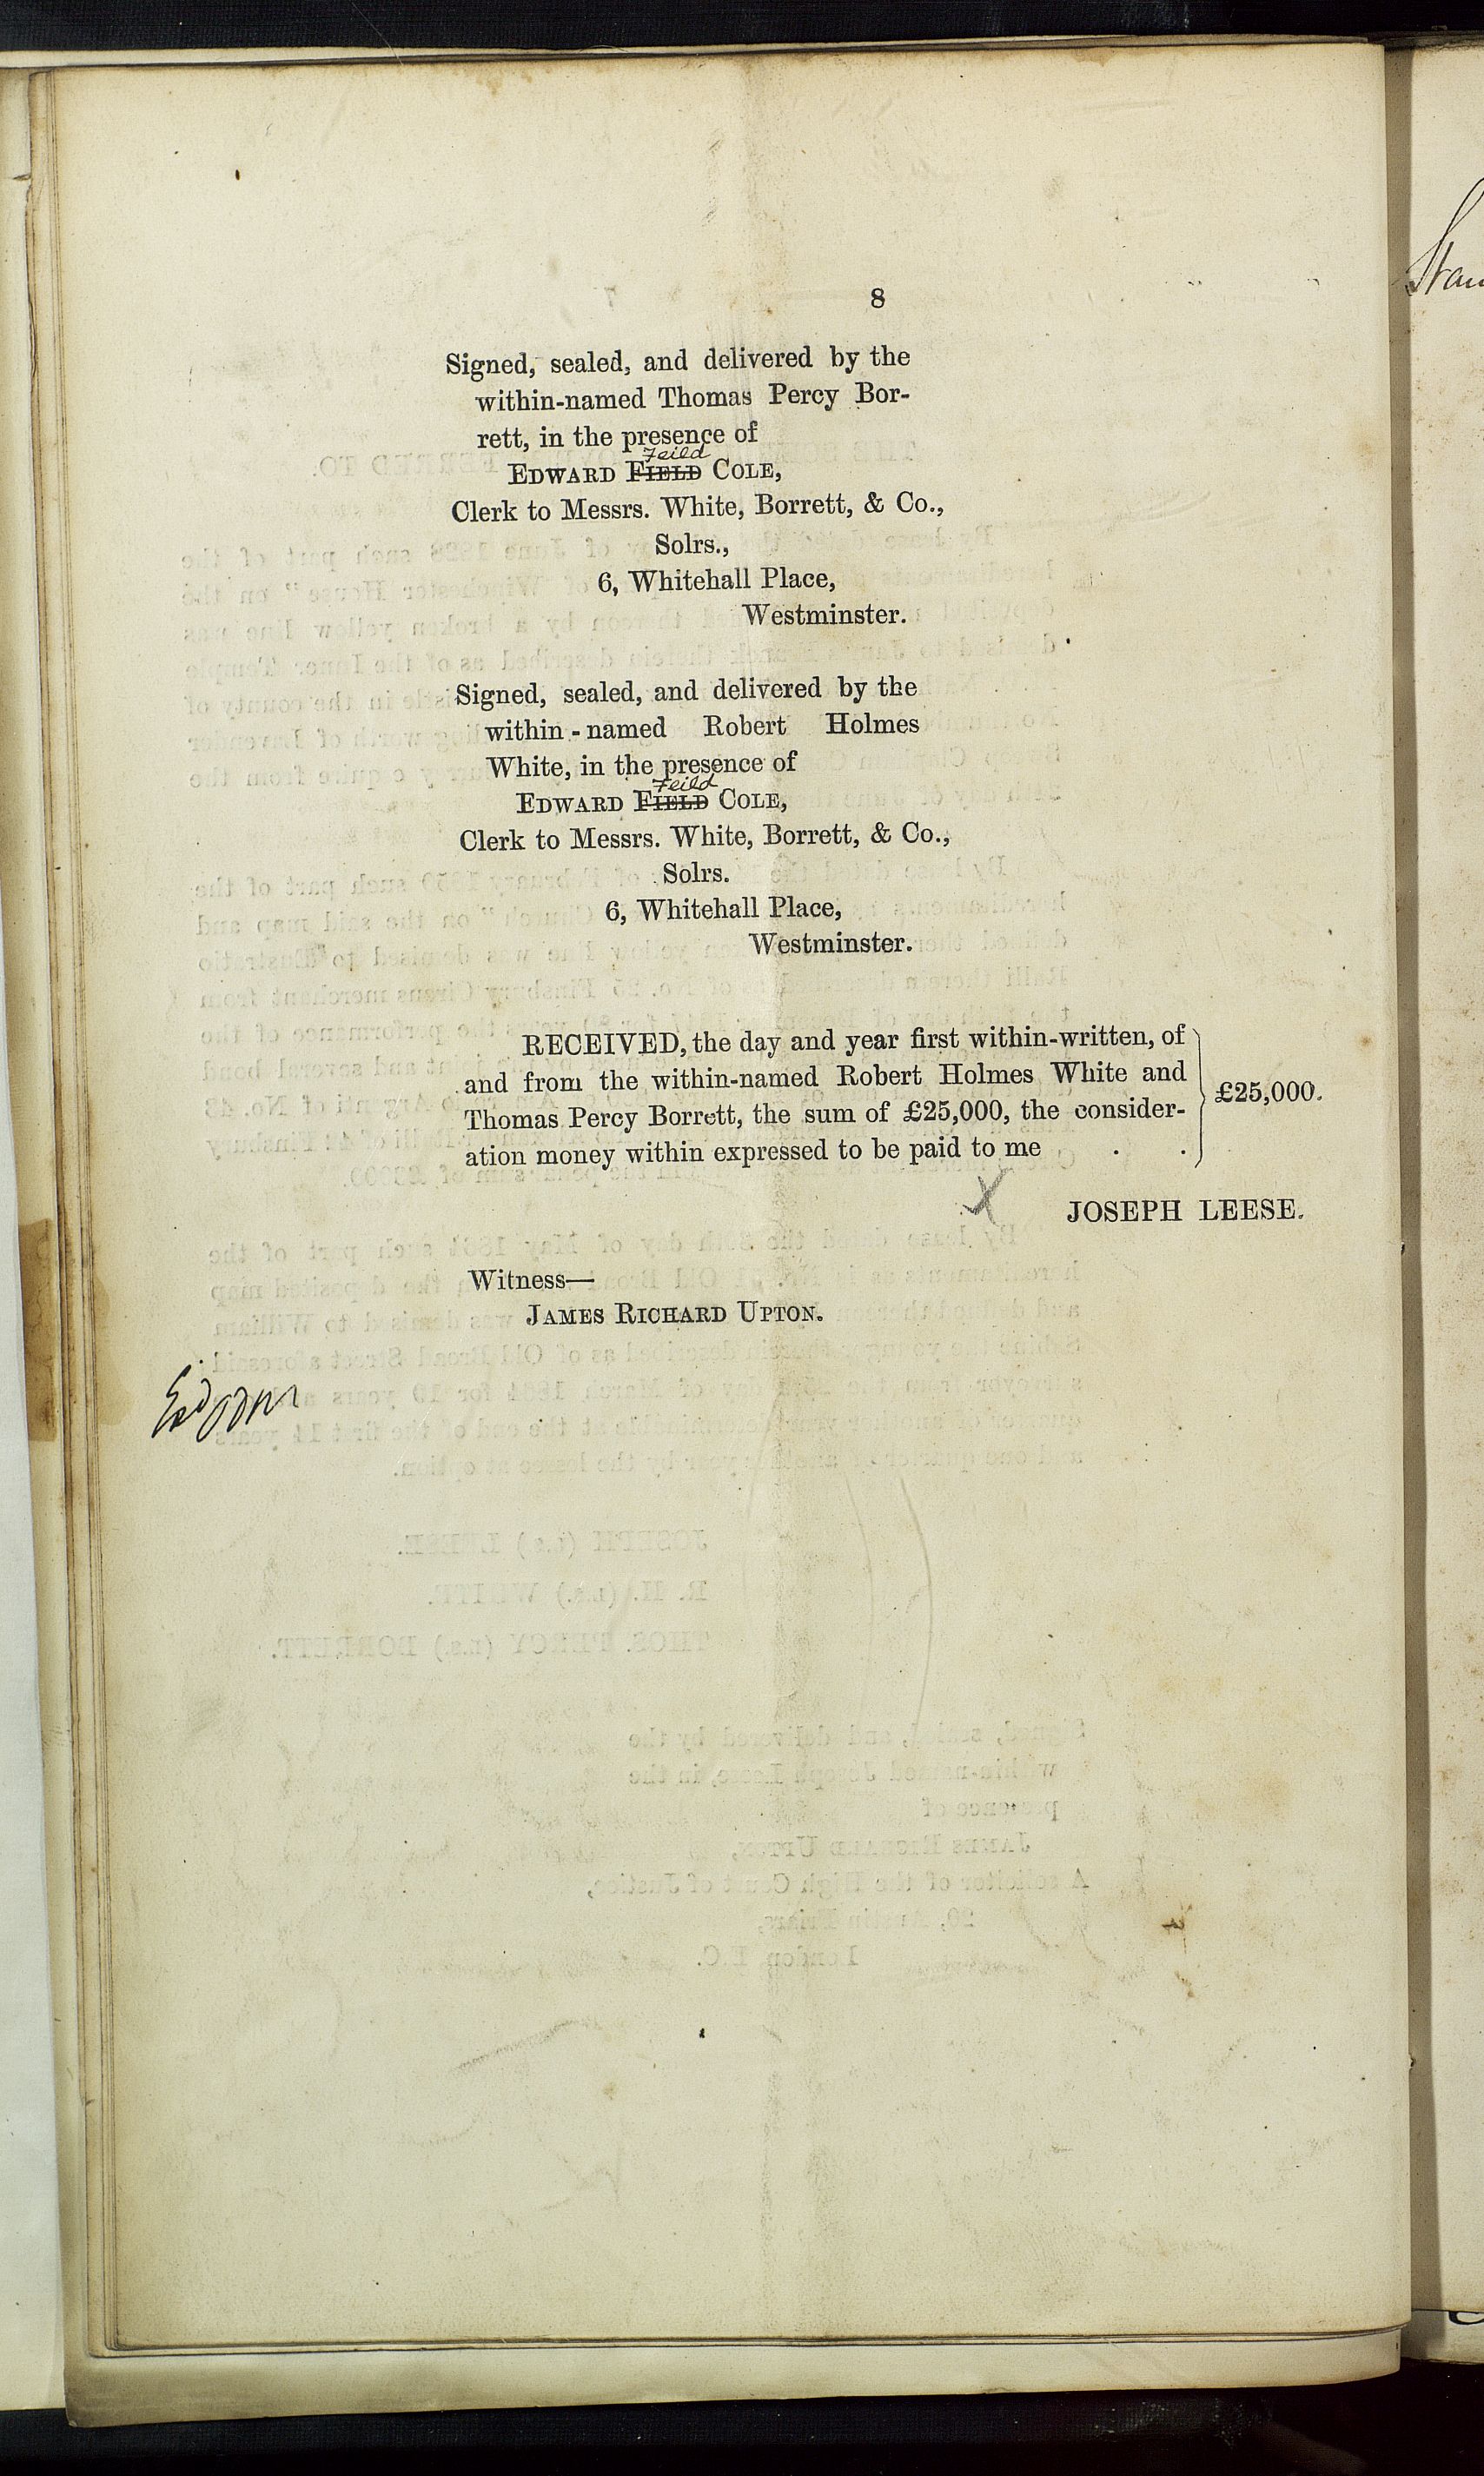 8
Signed, sealed, and delivered by the
within-named Thomas Percy Bor-
rett, in the presence of
Feild
EDWARD FIELD COLE,
Clerk to Messrs. White, Borrett, & Co.,
Solrs.,
6, Whitehall Place,
Westminster.
Signed, sealed, and delivered by the
within-named Robert Holmes
White, in the presence of
Feild
EDWARD FIELD COLE,
Clerk to Messrs. White, Borrett, & Co.,
Solrs.
6, Whitehall Place,
Westminster.
RECEIVED, the day and year first within-written, of
and from the within-named Robert Holmes White and
Thomas Percy Borrett, the sum of £25,000, the consider-
ation money within expressed to be paid to me . .
£25,000.
X
JOSEPH LEESE.
Witness—
JAMES RICHARD UPTON.